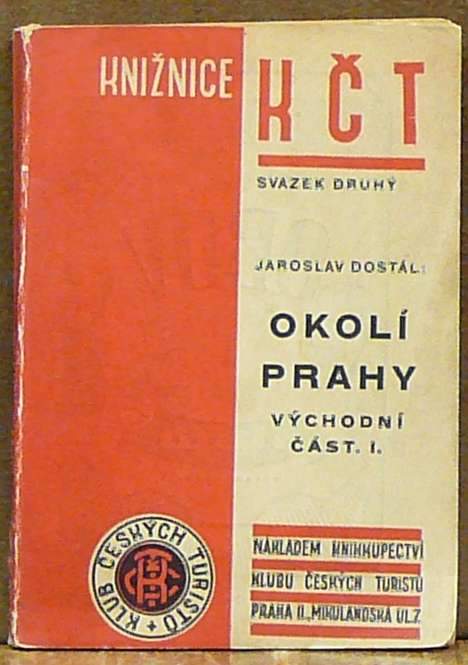 KNIŽNICE KČT
SVAZEK DRUHÝ
JAROSLAV DOSTÁL:
OKOLÍ
PRAHY
VÝCHODNÍ
ČÁST. I.
NÁKLADEM KNIHKUPECTVÍ
KLUBU ČESKÝCH TURISTŮ
PRAHA II., MIKULANDSKÁ UL. 7
KLUB ČESKÝCH TURISTŮ +
KČT